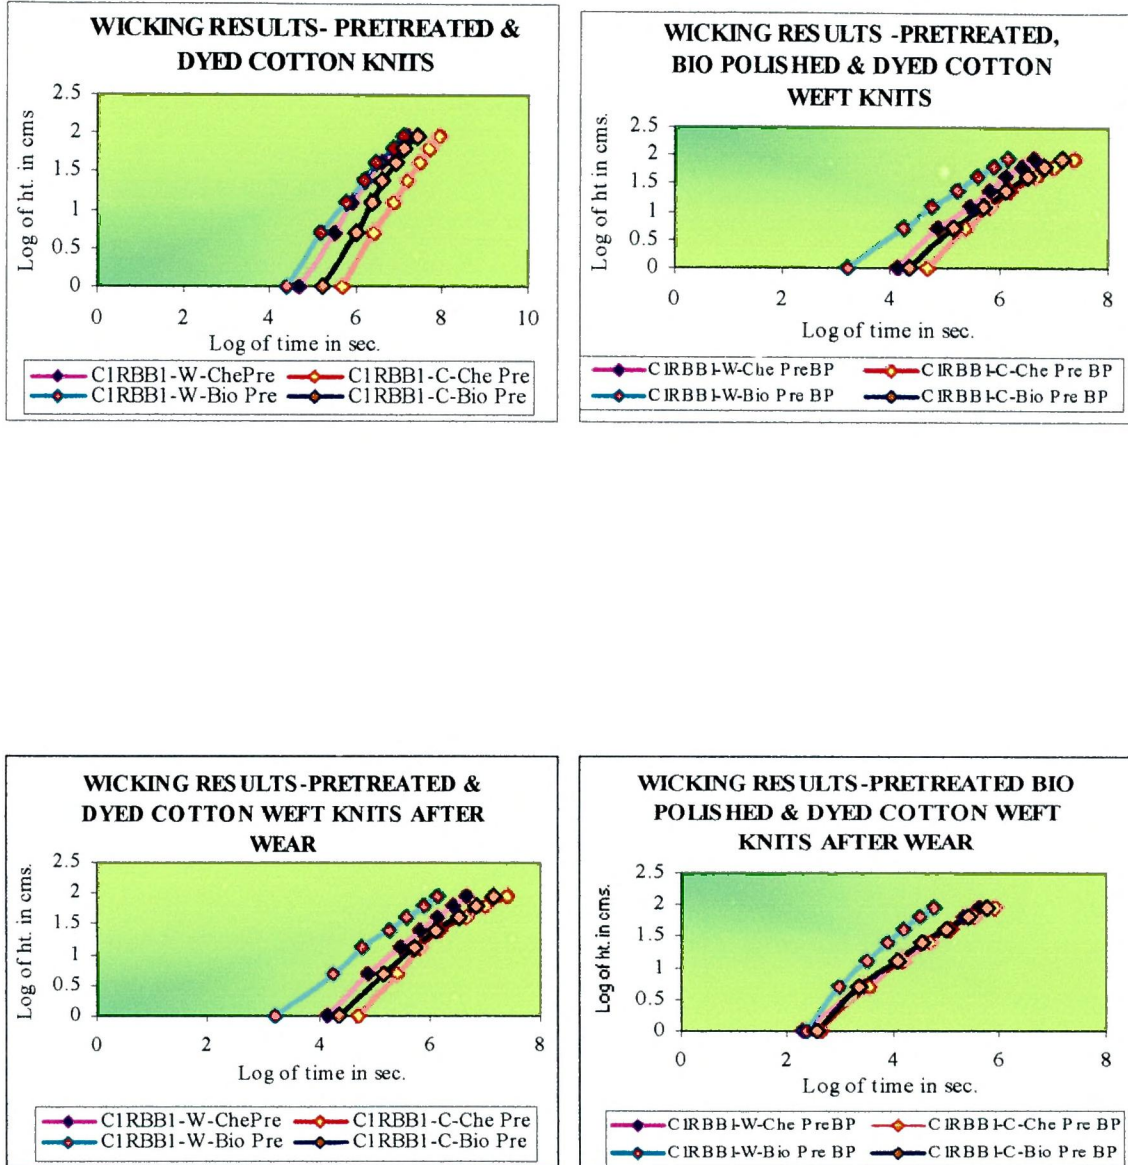 WICKING RESULTS- PRETREATED &
DYED COTTON KNITS
Log of ht. in cms.
2.5
2
1.5
1
0.5
0
0 2 4 6 8 10
Log of time in sec.
C1RBB1-W-ChePre C1RBB1-C-Che Pre
C1RBB1-W-Bio Pre C1RBB1-C-Bio Pre
WICKING RESULTS -PRETREATED,
BIO POLISHED & DYED COTTON
WEFT KNITS
Log of ht. in cms.
2.5
2
1.5
1
0.5
0
0 2 4 6 8
Log of time in sec.
C1RBB1-W-Che PreBP C1RBB1-C-Che Pre BP
C1RBB1-W-Bio Pre BP C1RBB1-C-Bio Pre BP
WICKING RESULTS-PRETREATED &
DYED COTTON WEFT KNITS AFTER
WEAR
Log of ht. in cms.
2.5
2
1.5
1
0.5
0
0 2 4 6 8
Log of time in sec.
C1RBB1-W-ChePre C1RBB1-C-Che Pre
C1RBB1-W-Bio Pre C1RBB1-C-Bio Pre
WICKING RESULTS-PRETREATED BIO
POLISHED & DYED COTTON WEFT
KNITS AFTER WEAR
Log of ht. in cms.
2.5
2
1.5
1
0.5
0
0 2 4 6 8
Log of time in sec.
C1RBB1-W-Che PreBP C1RBB1-C-Che Pre BP
C1RBB1-W-Bio Pre BP C1RBB1-C-Bio Pre BP